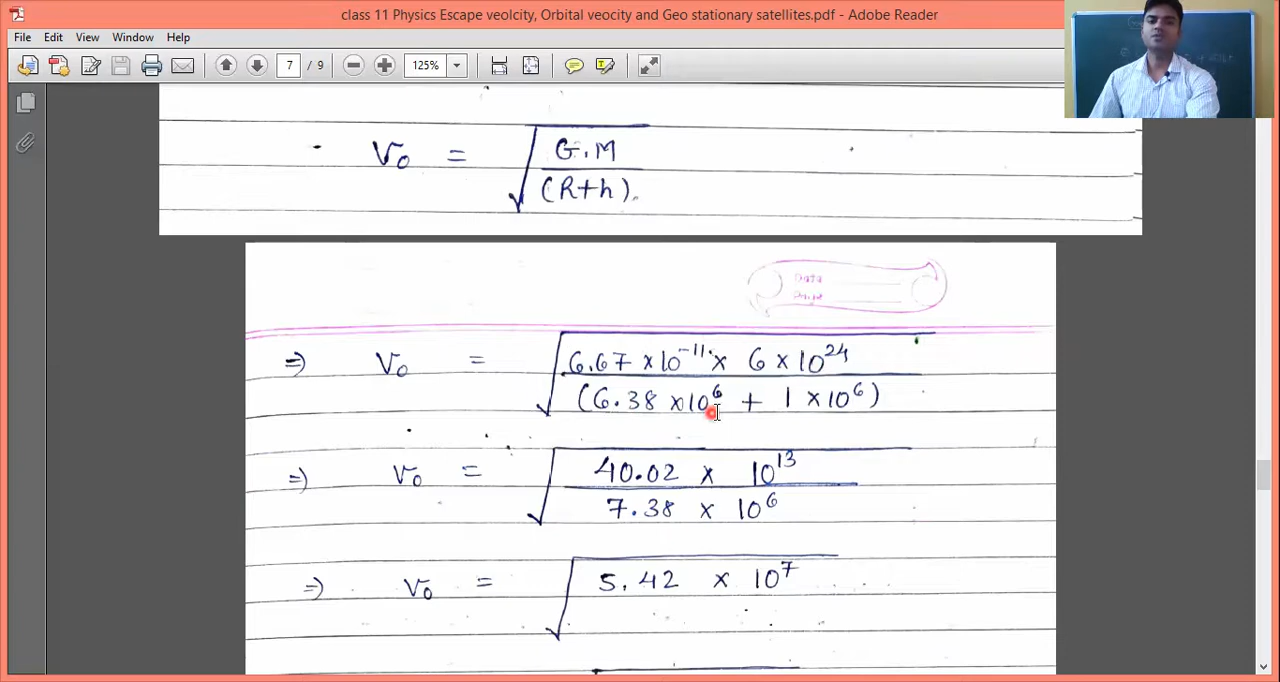 class 11 Physics Escape veolcity, Orbital veocity and Geo stationary satellites.pdf - Adobe Reader
File Edit View Window Help
7 / 9 125%
V₀ = √(G.M / (R+h))
Data
Page
⇒ V₀ = √(6.67 × 10⁻¹¹ × 6 × 10²⁴ / (6.38 × 10⁶ + 1 × 10⁶))
⇒ V₀ = √(40.02 × 10¹³ / 7.38 × 10⁶)
⇒ V₀ = √(5.42 × 10⁷)